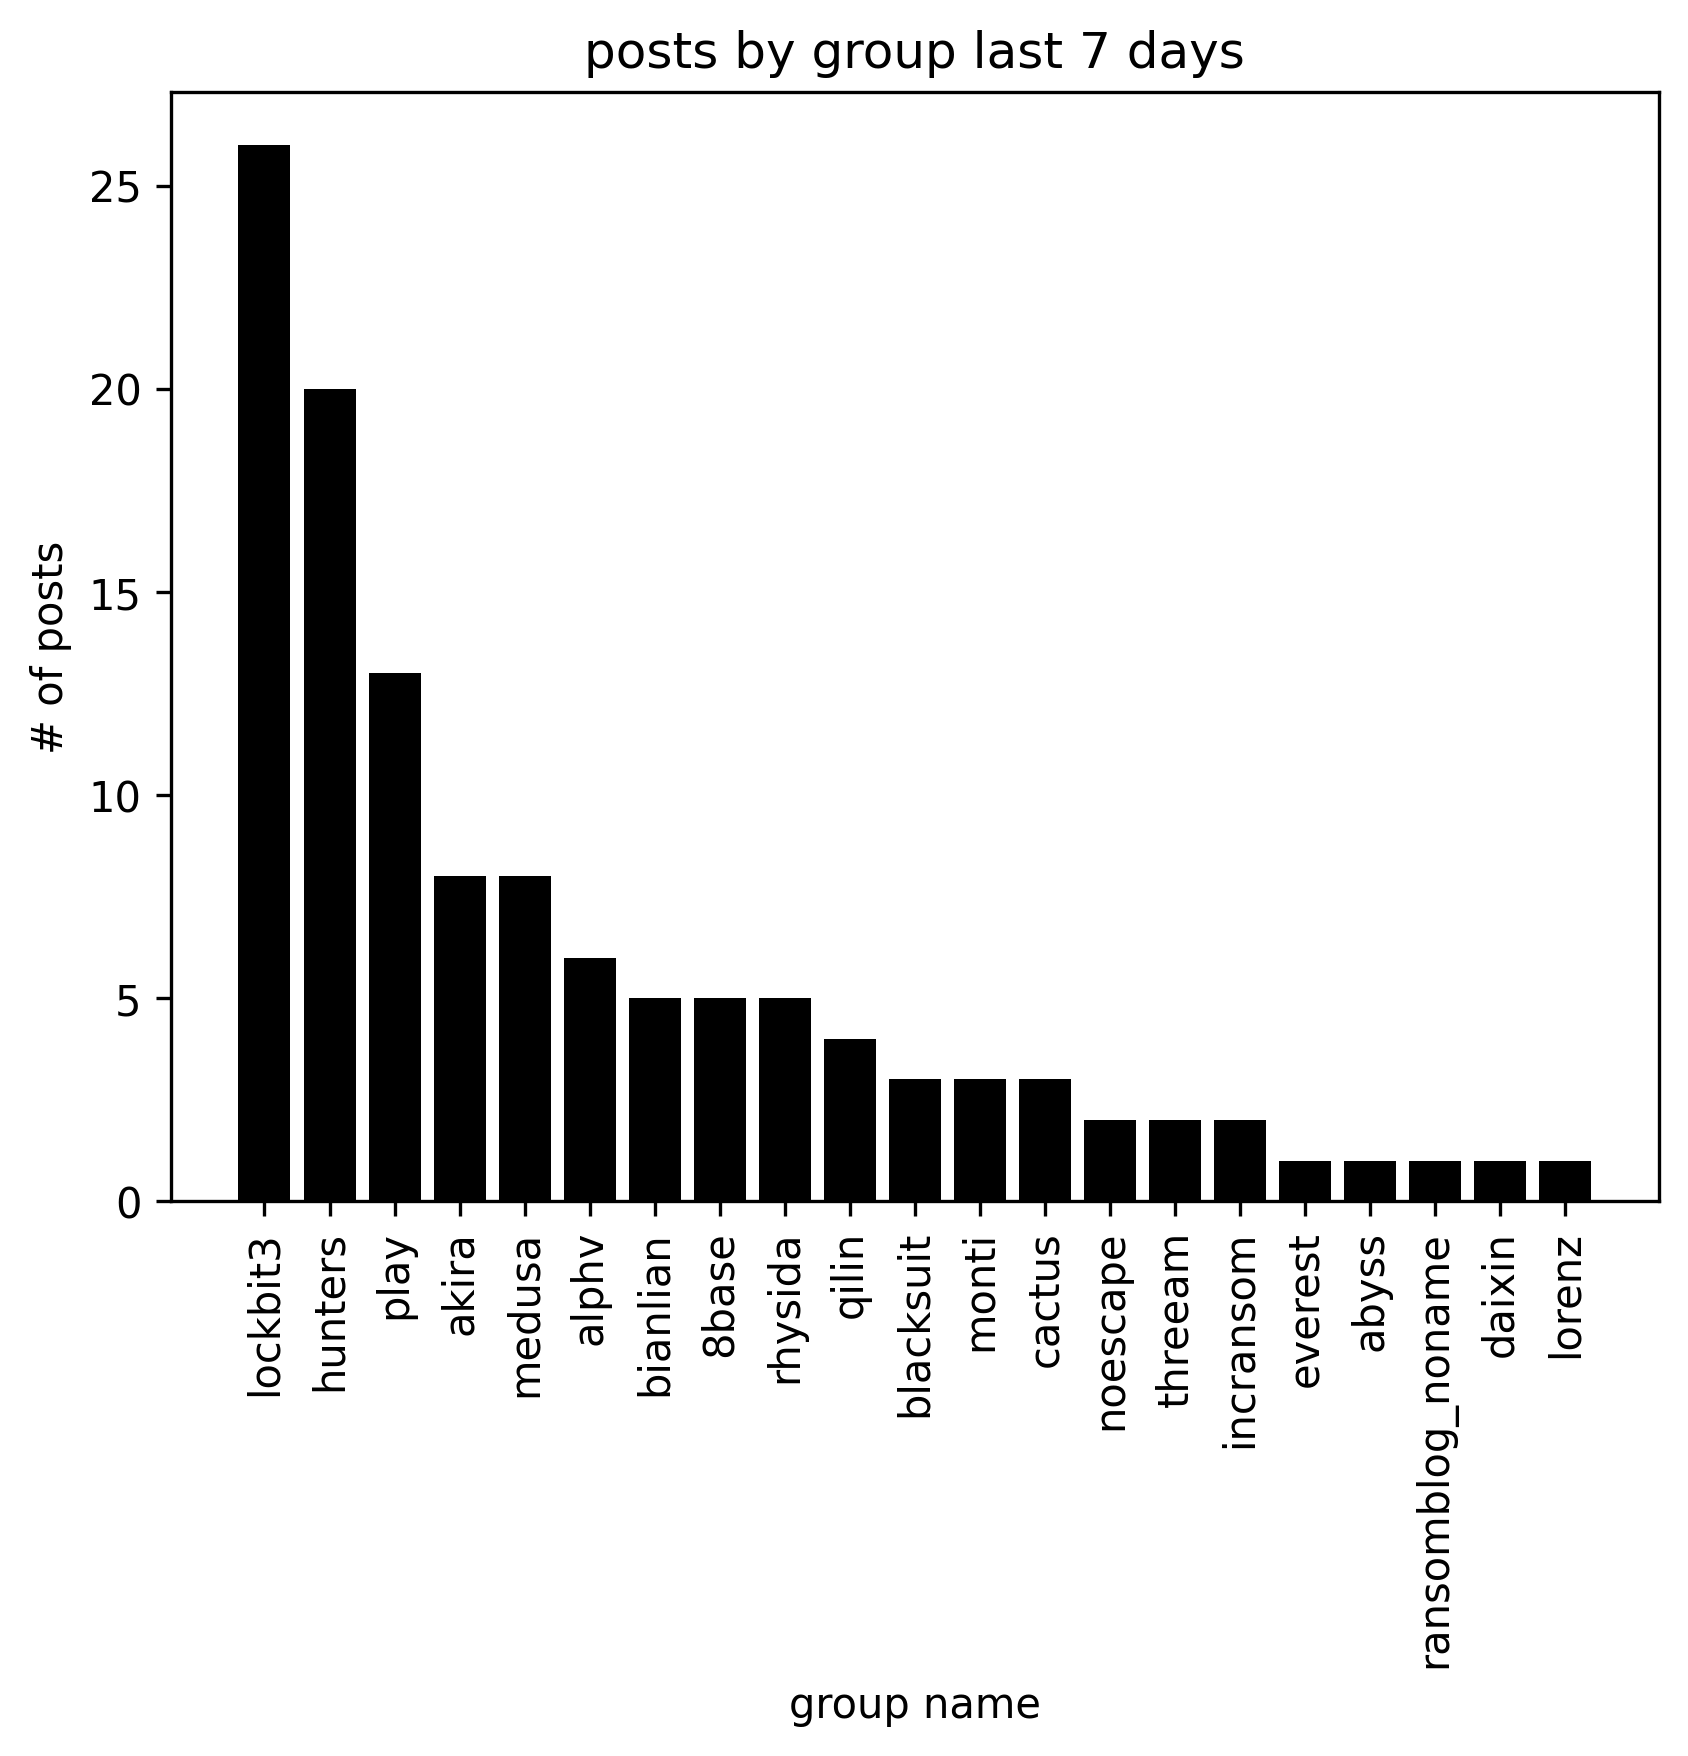 posts by group last 7 days
# of posts
25
20
15
10
5
0
lockbit3
hunters
play
akira
medusa
alphv
bianlian
8base
rhysida
qilin
blacksuit
monti
cactus
noescape
threeam
incransom
everest
abyss
ransomblog_noname
daixin
lorenz
group name